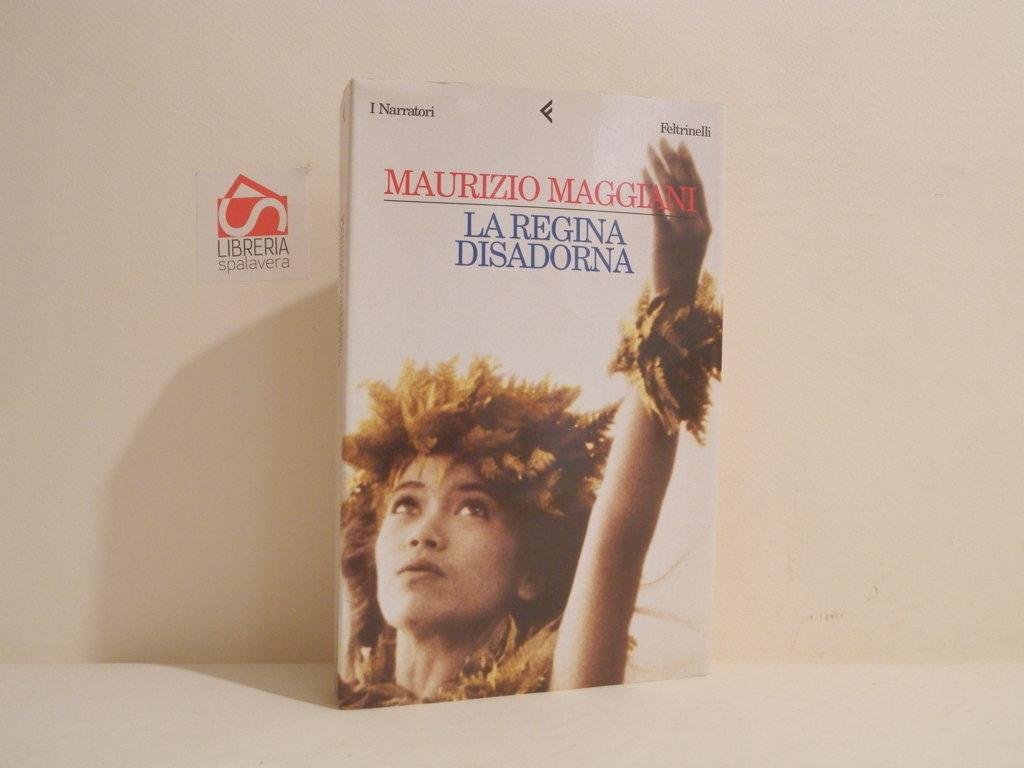 I Narratori
Feltrinelli
MAURIZIO MAGGIANI
LA REGINA
DISADORNA
LIBRERIA
spalavera